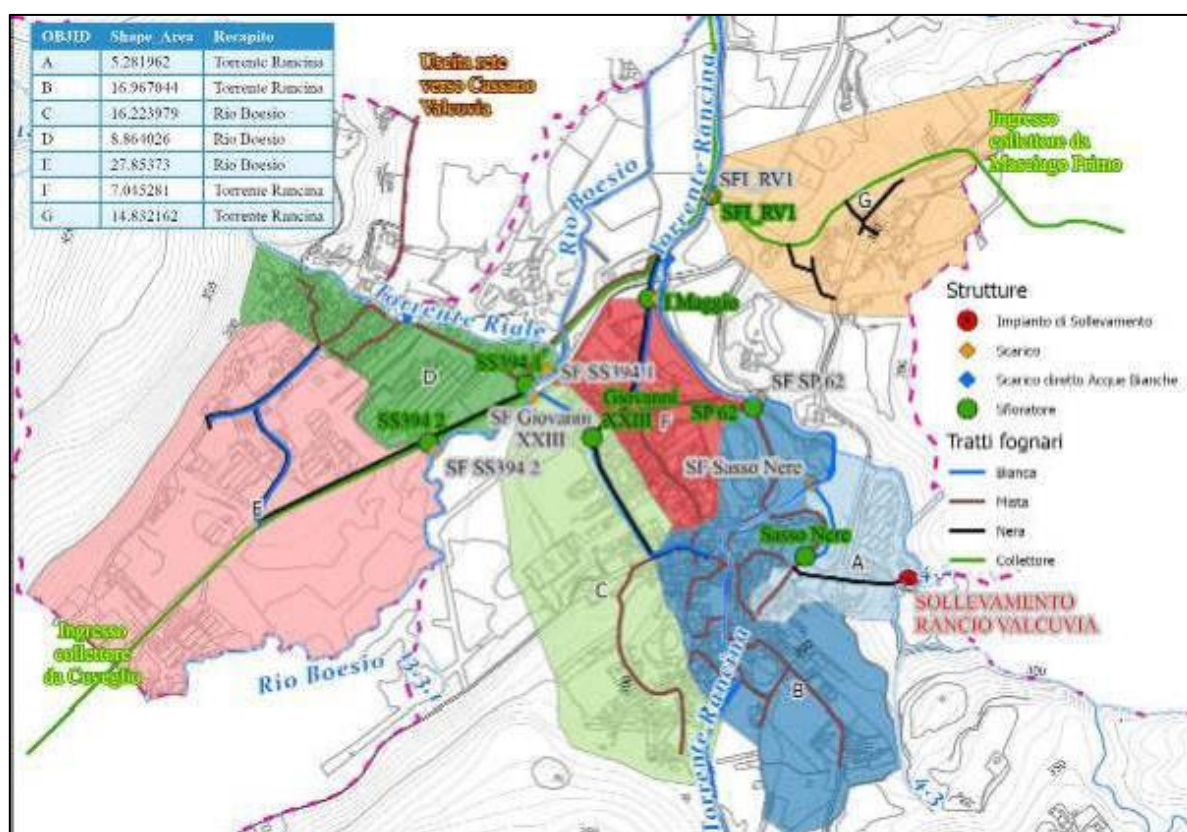 OBJID Shape_Area Recapito
A 5.281962 Torrente Rancina
B 16.967044 Torrente Rancina
C 16.223979 Rio Boesio
D 8.864026 Rio Boesio
E 27.85373 Rio Boesio
F 7.045281 Torrente Rancina
G 14.832162 Torrente Rancina
Uscita rete
verso Cassano
Valcuvia
Torrente Rancina
Ingresso
collettore da
Masciago Primo
Rio Boesio
SFI_RV1
SFI_RV1
G
Torrente Rancina
Strutture
Impianto di Sollevamento
Scarico
Scarico diretto Acque Bianche
Sfioratore
Tratti fognari
Bianca
Mista
Nera
Collettore
Torrente Riale
I Maggio
SS394 1
SF SS394 1
D
SF SP 62
SP 62
Giovanni
XXIII
F
SF Giovanni
XXIII
SS394 2
SF SS394 2
SF Sasso Nere
E
Sasso Nere
A
C
SOLLEVAMENTO
RANCIO VALCUVIA
Ingresso
collettore
da Cuveglio
Rio Boesio
B
Torrente Rancina